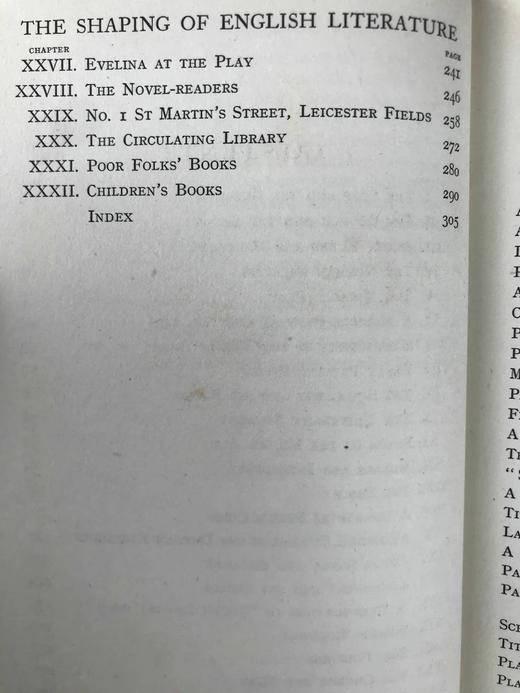 THE SHAPING OF ENGLISH LITERATURE
CHAPTER PAGE
XXVII. EVELINA AT THE PLAY 241
XXVIII. THE NOVEL-READERS 246
XXIX. NO. 1 ST MARTIN'S STREET, LEICESTER FIELDS 258
XXX. THE CIRCULATING LIBRARY 272
XXXI. POOR FOLKS' BOOKS 280
XXXII. CHILDREN'S BOOKS 290
INDEX 305